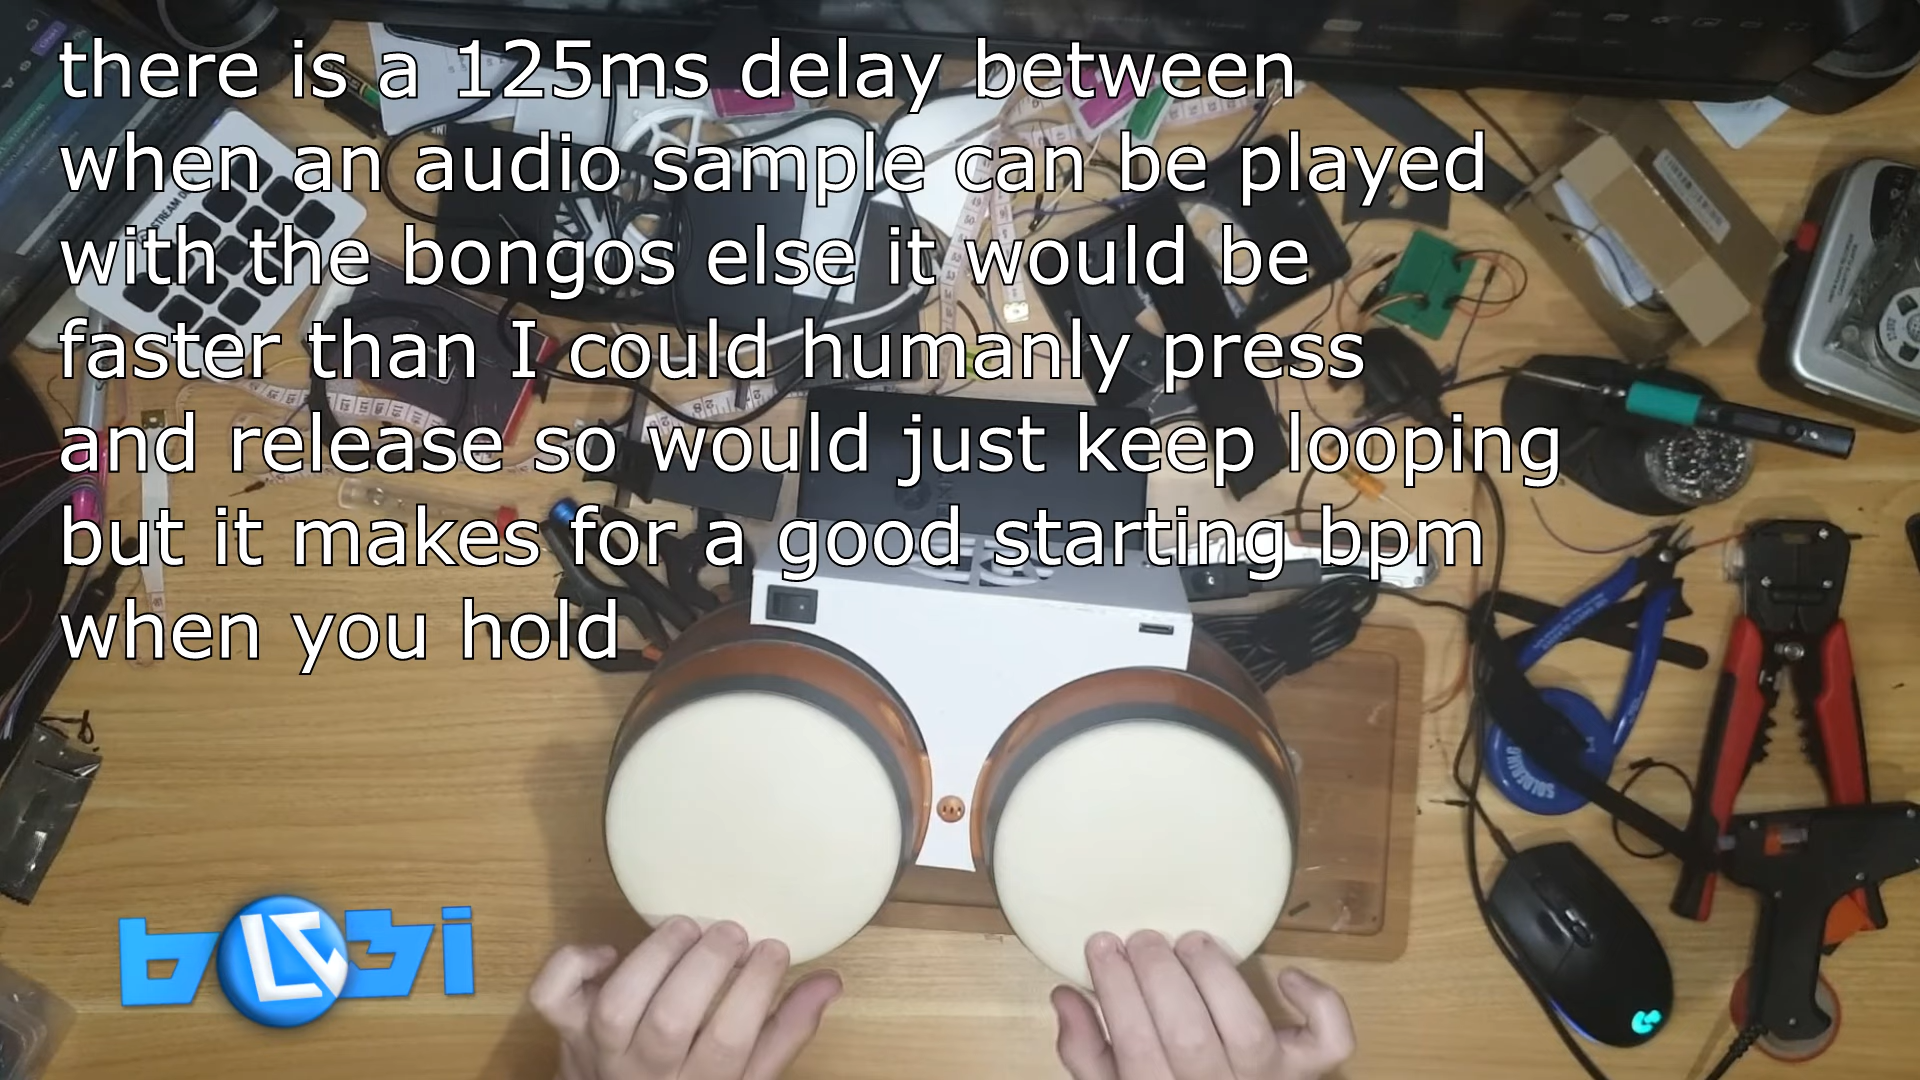 there is a 125ms delay between
when an audio sample can be played
with the bongos else it would be
faster than I could humanly press
and release so would just keep looping
but it makes for a good starting bpm
when you hold
STREAM D
SOLDERING